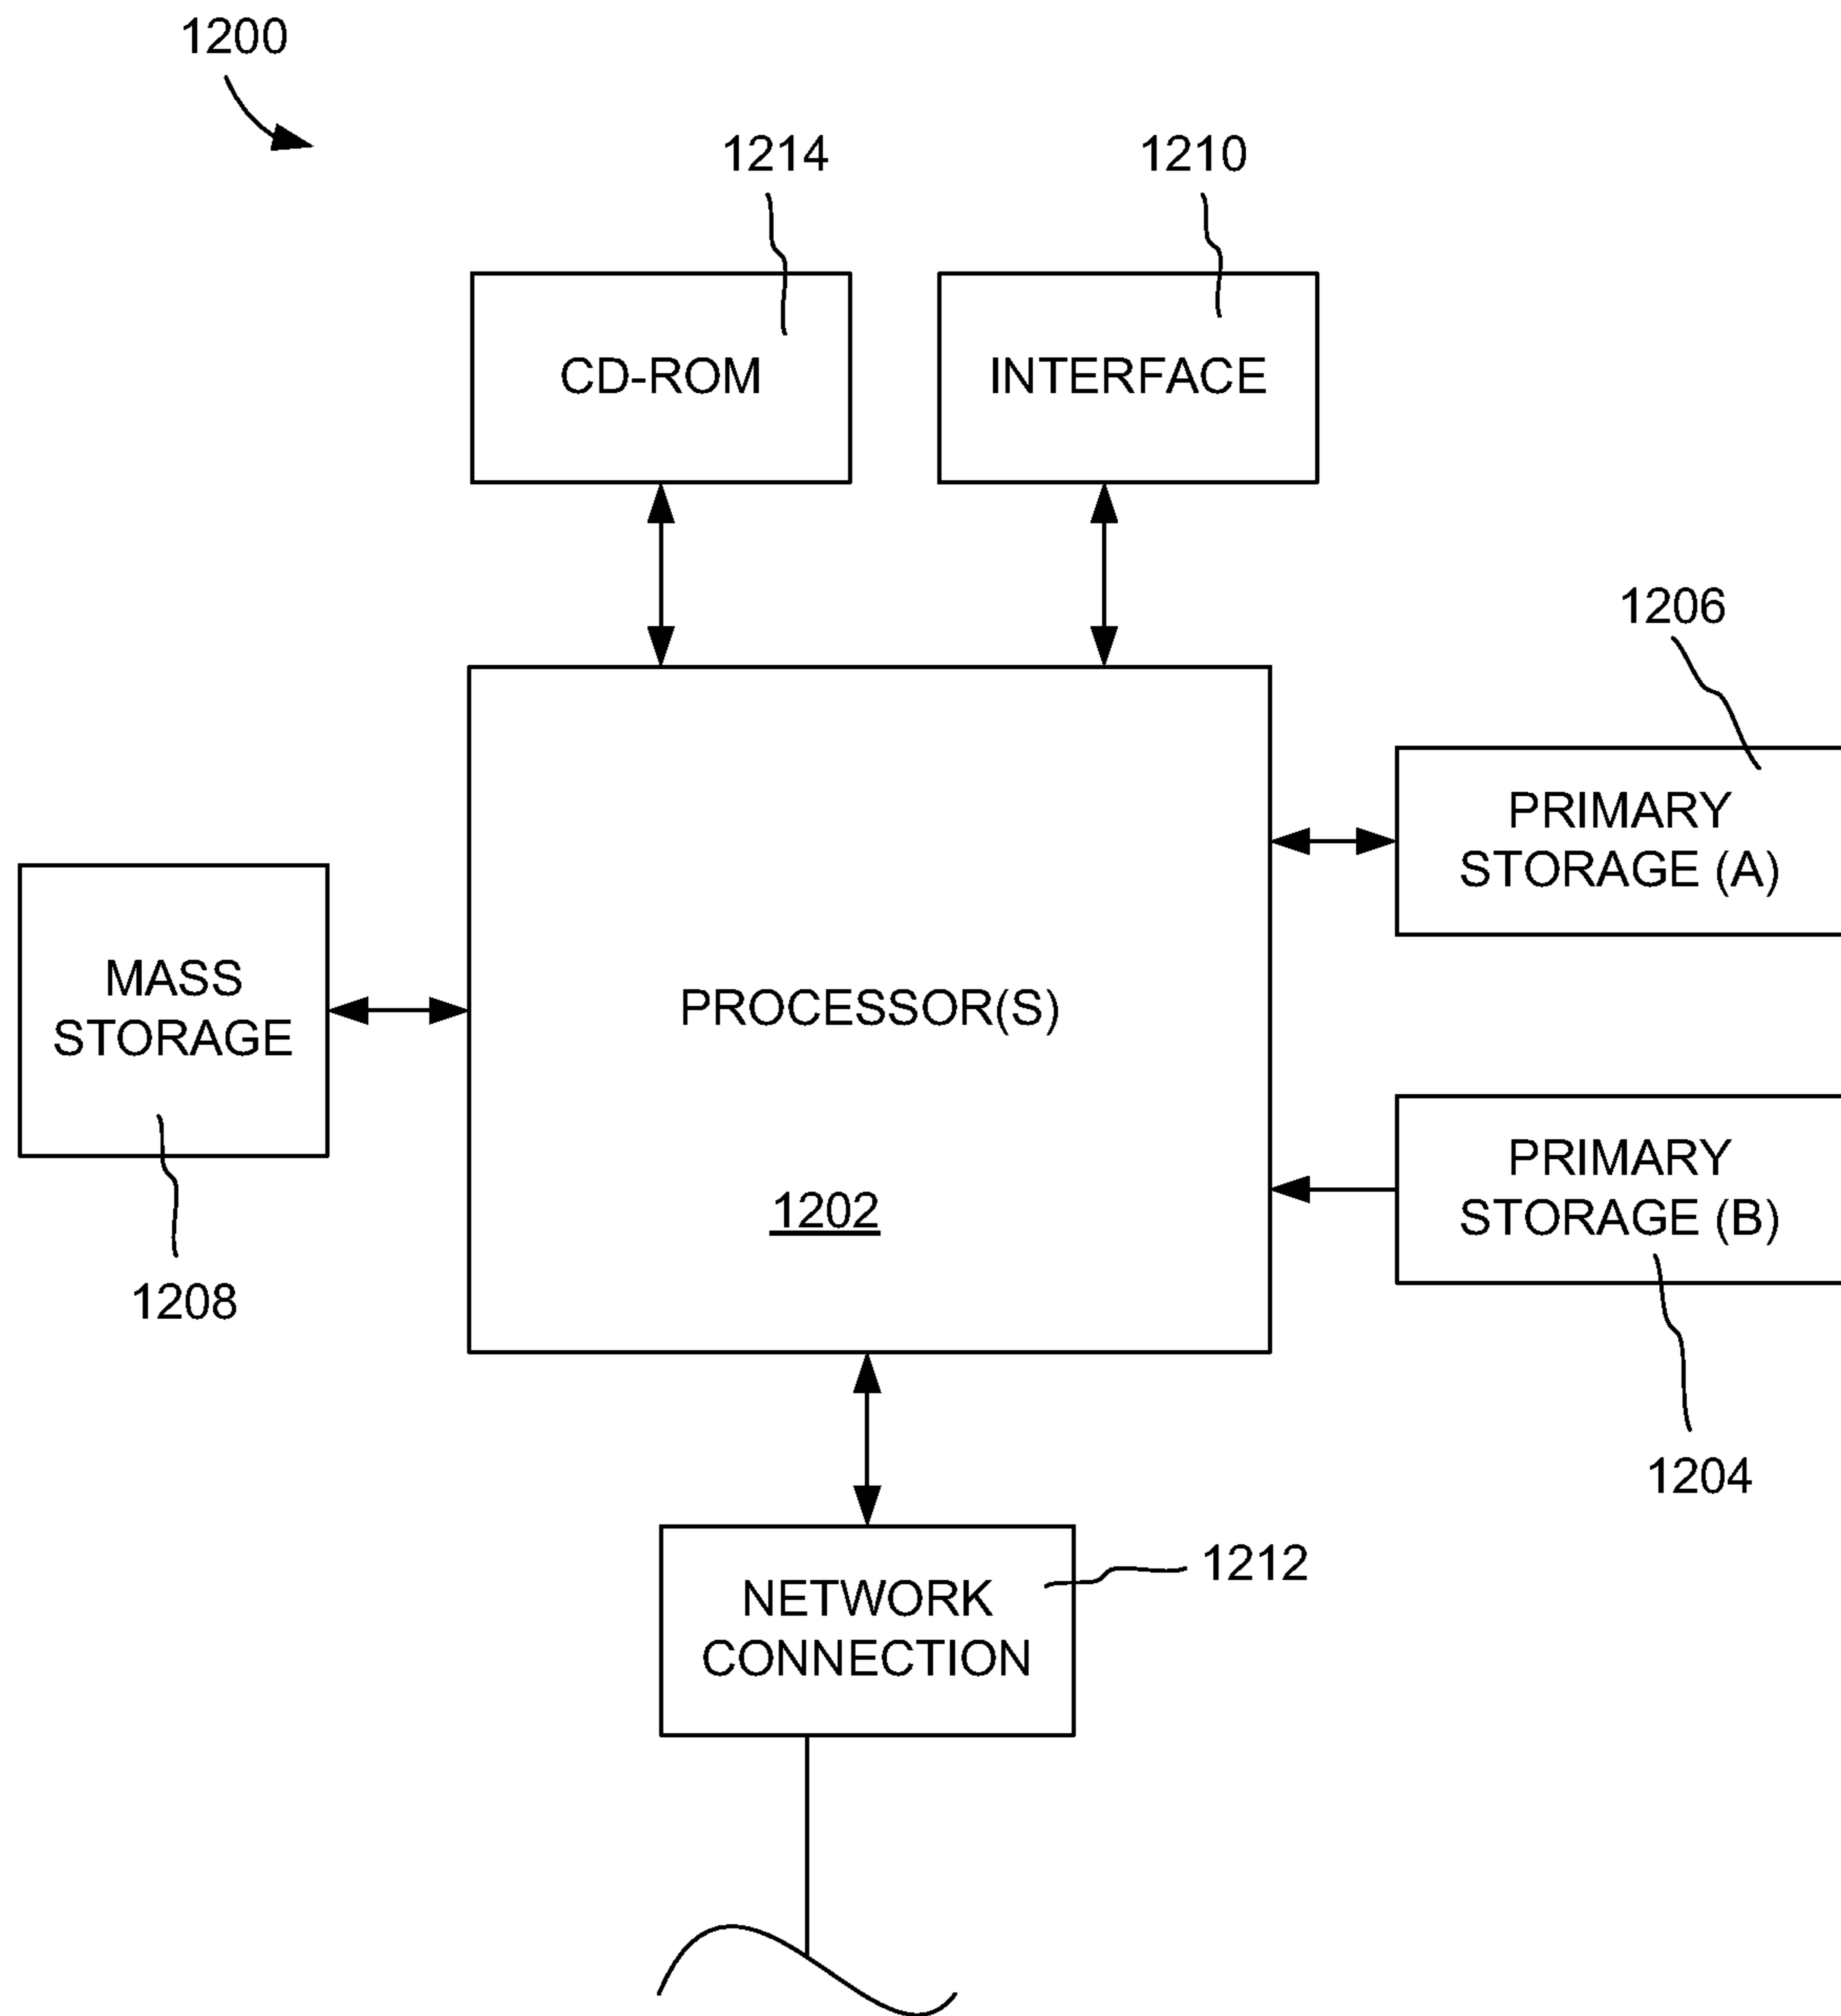 1200
1214
1210
CD-ROM
INTERFACE
1206
PRIMARY
STORAGE (A)
MASS
STORAGE
1208
PROCESSOR(S)
1202
PRIMARY
STORAGE (B)
1204
NETWORK
CONNECTION
1212